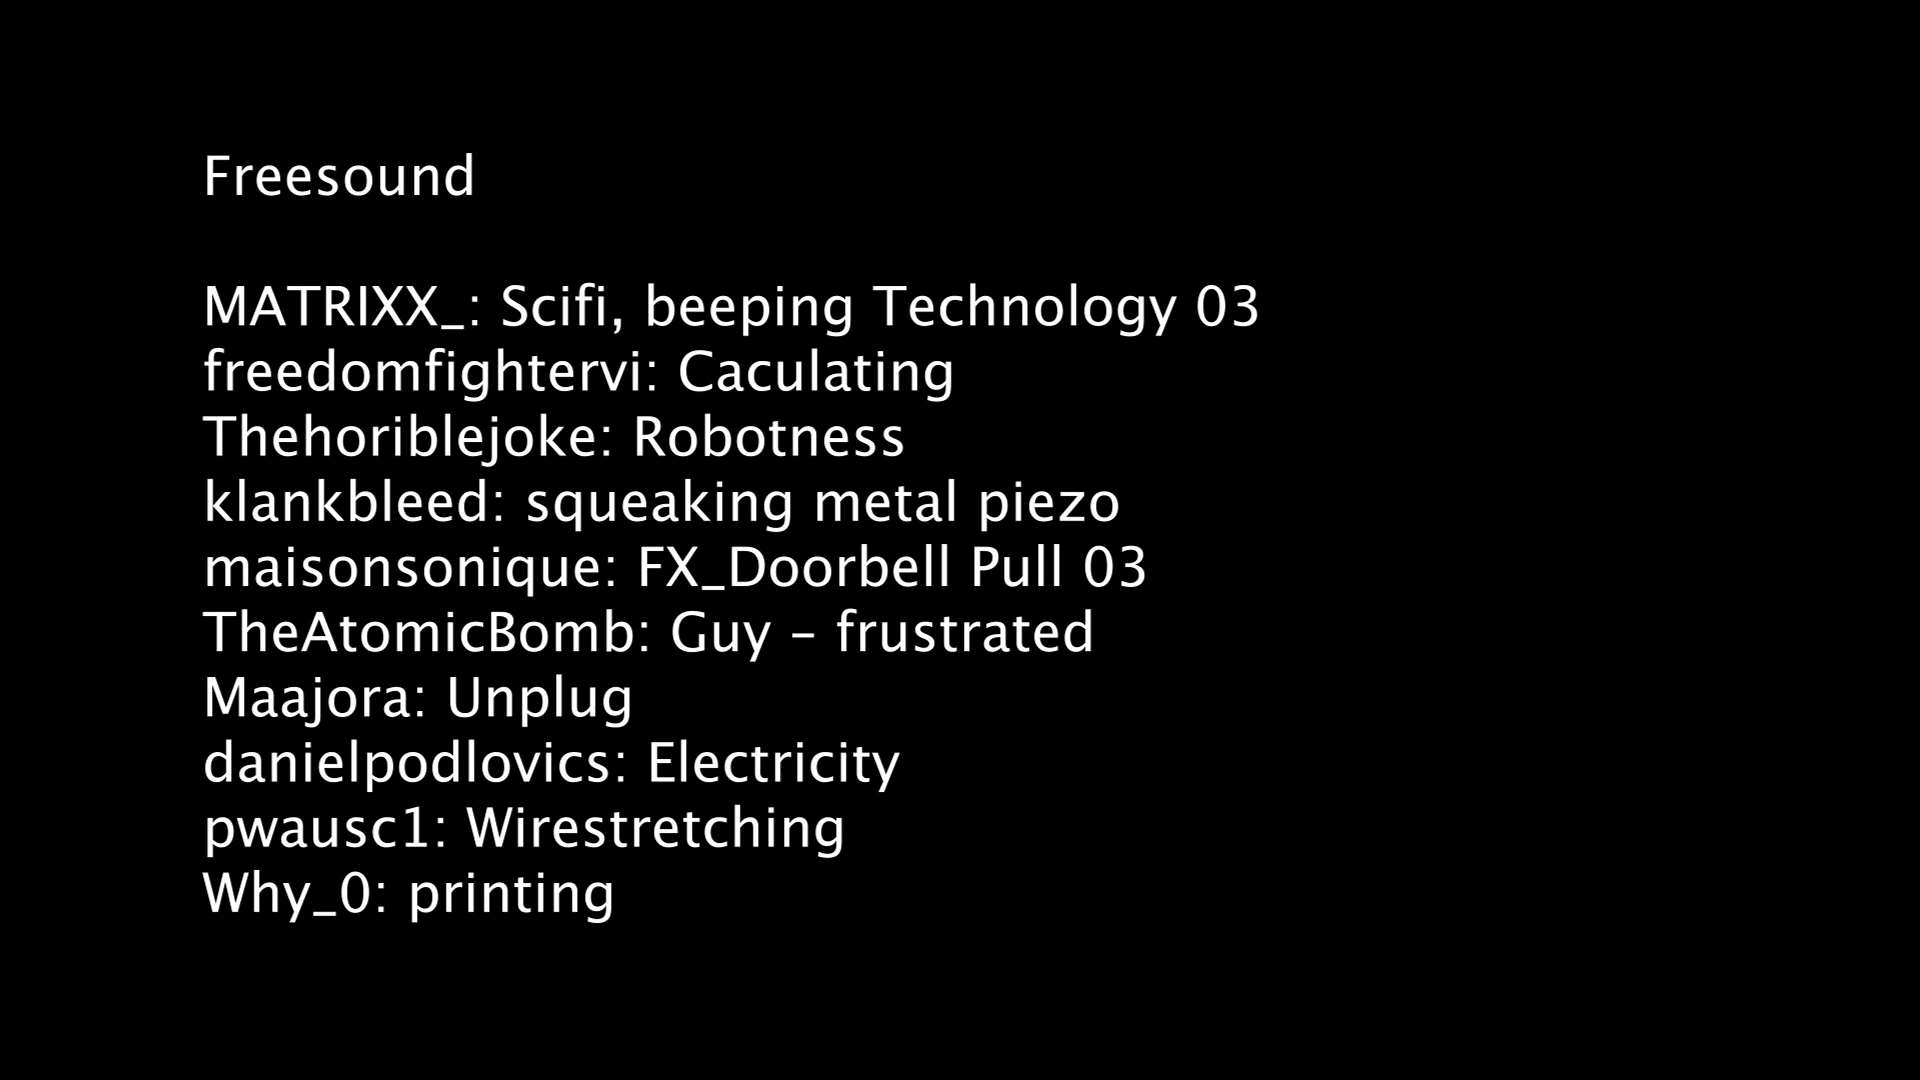 Freesound
MATRIXX_: Scifi, beeping Technology 03
freedomfightervi: Caculating
Thehoriblejoke: Robotness
klankbleed: squeaking metal piezo
maisonsonique: FX_Doorbell Pull 03
TheAtomicBomb: Guy – frustrated
Maajora: Unplug
danielpodlovics: Electricity
pwausc1: Wirestretching
Why_0: printing